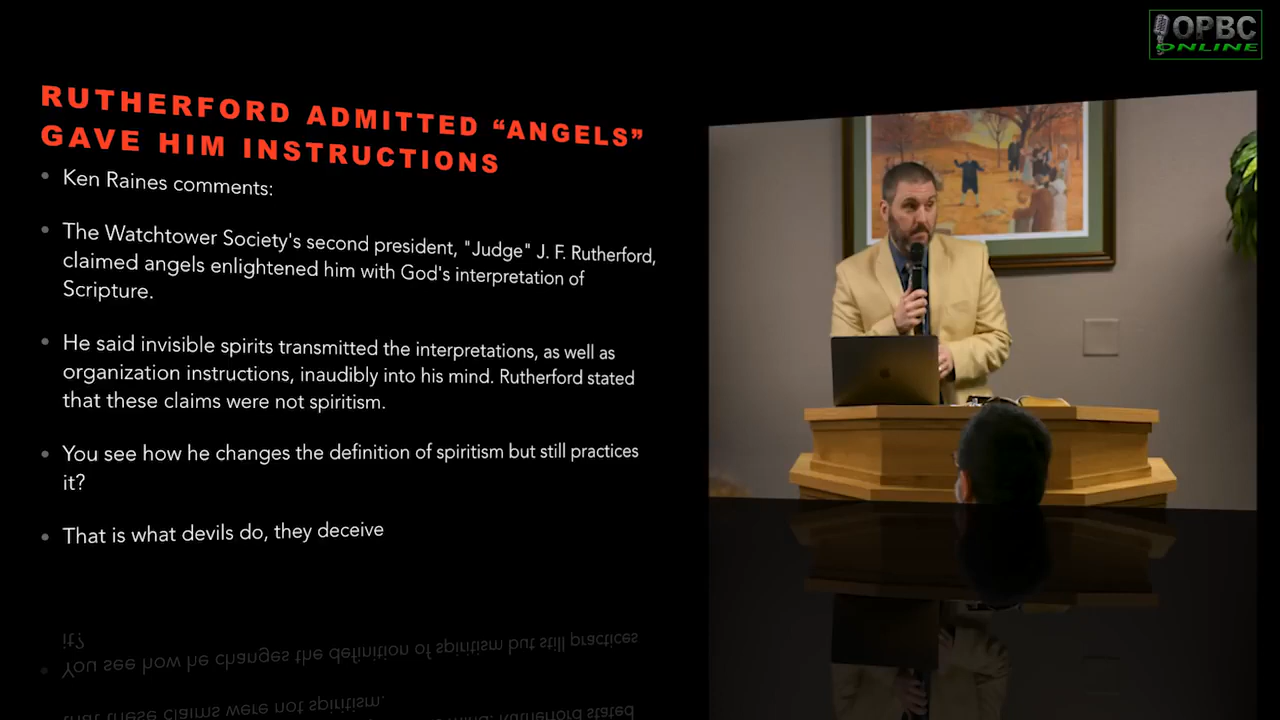 OPBC
ONLINE
RUTHERFORD ADMITTED “ANGELS”
GAVE HIM INSTRUCTIONS
Ken Raines comments:
The Watchtower Society's second president, "Judge" J. F. Rutherford,
claimed angels enlightened him with God's interpretation of
Scripture.
He said invisible spirits transmitted the interpretations, as well as
organization instructions, inaudibly into his mind. Rutherford stated
that these claims were not spiritism.
You see how he changes the definition of spiritism but still practices
it?
That is what devils do, they deceive